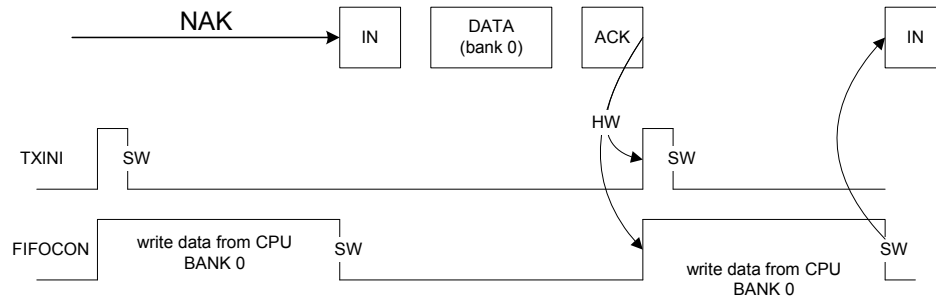 NAK
IN
DATA
(bank 0)
ACK
IN
HW
TXINI
SW
SW
FIFOCON
write data from CPU
BANK 0
SW
write data from CPU
BANK 0
SW